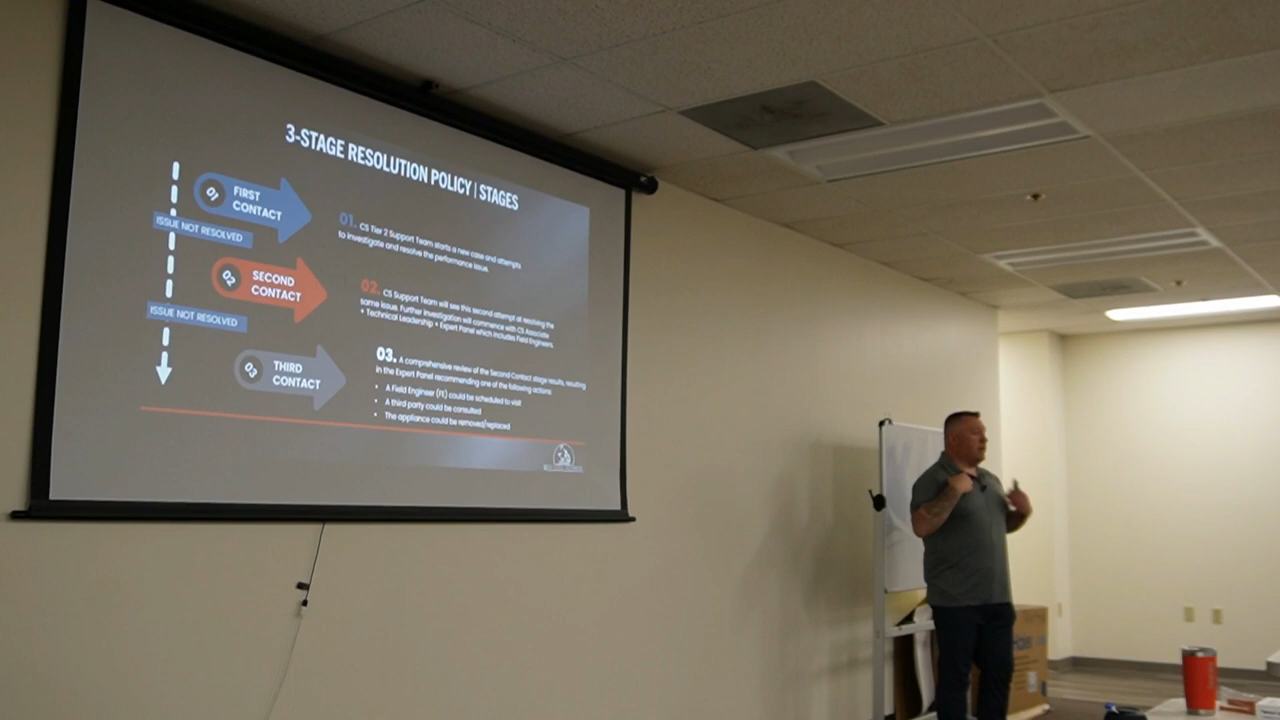 3-STAGE RESOLUTION POLICY | STAGES
01
FIRST
CONTACT
01. CS Tier 2 Support Team starts a new case and attempts
to investigate and resolve the performance issue.
ISSUE NOT RESOLVED
02
SECOND
CONTACT
02. CS Support Team will see this second attempt at resolving the
same issue. Further investigation will commence with CS Associate
+ Technical Leadership + Expert Panel which includes Field Engineers.
ISSUE NOT RESOLVED
03
THIRD
CONTACT
03. A comprehensive review of the Second Contact stage results, resulting
in the Expert Panel recommending one of the following actions:
• A Field Engineer (FE) could be scheduled to visit
• A third party could be consulted
• The appliance could be removed/replaced